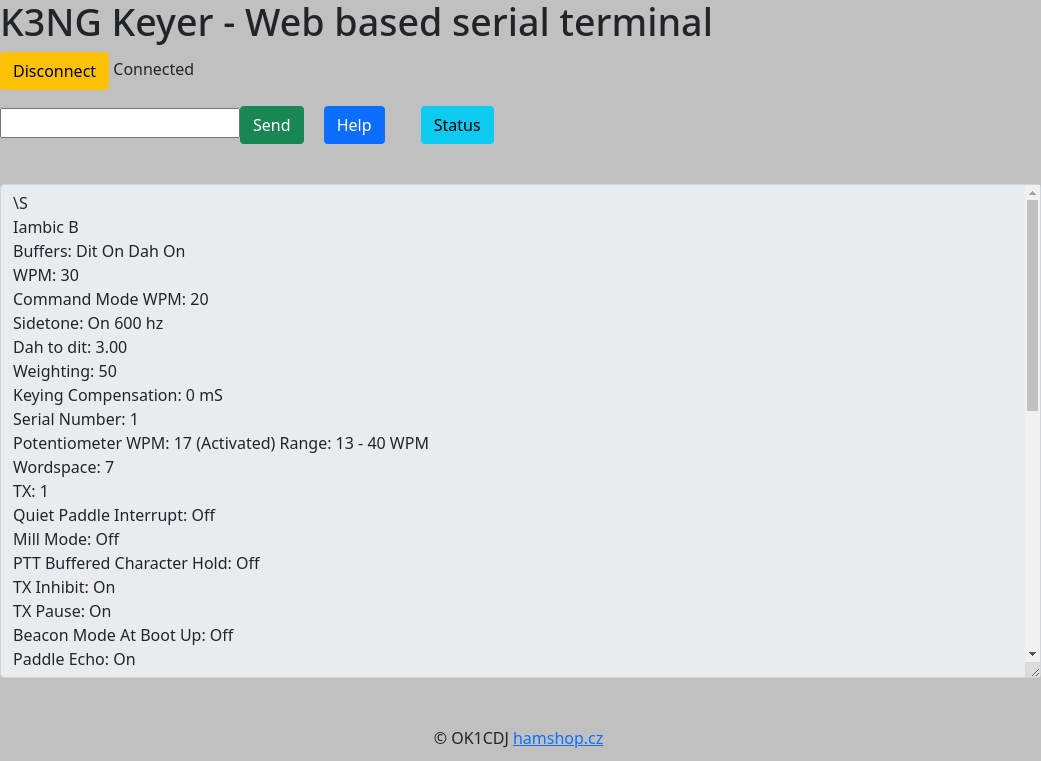 K3NG Keyer - Web based serial terminal
Disconnect Connected
Send Help Status
\S
Iambic B
Buffers: Dit On Dah On
WPM: 30
Command Mode WPM: 20
Sidetone: On 600 hz
Dah to dit: 3.00
Weighting: 50
Keying Compensation: 0 mS
Serial Number: 1
Potentiometer WPM: 17 (Activated) Range: 13 - 40 WPM
Wordspace: 7
TX: 1
Quiet Paddle Interrupt: Off
Mill Mode: Off
PTT Buffered Character Hold: Off
TX Inhibit: On
TX Pause: On
Beacon Mode At Boot Up: Off
Paddle Echo: On
© OK1CDJ hamshop.cz